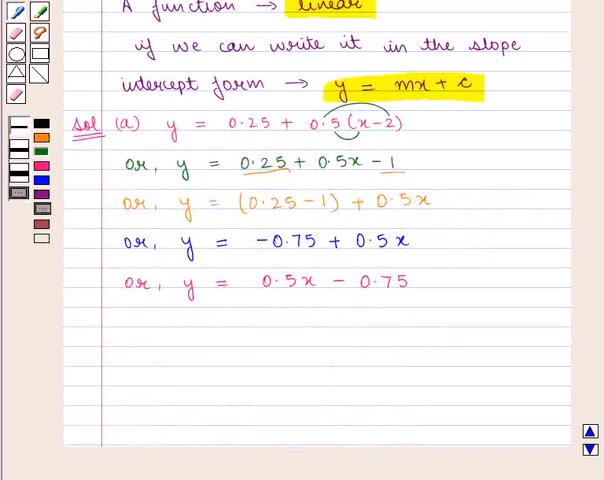 A function → linear
if we can write it in the slope
intercept form → y = mx + c
Sol (a) y = 0.25 + 0.5(x-2)
or, y = 0.25 + 0.5x - 1
or, y = (0.25 - 1) + 0.5x
or, y = -0.75 + 0.5x
or, y = 0.5x - 0.75